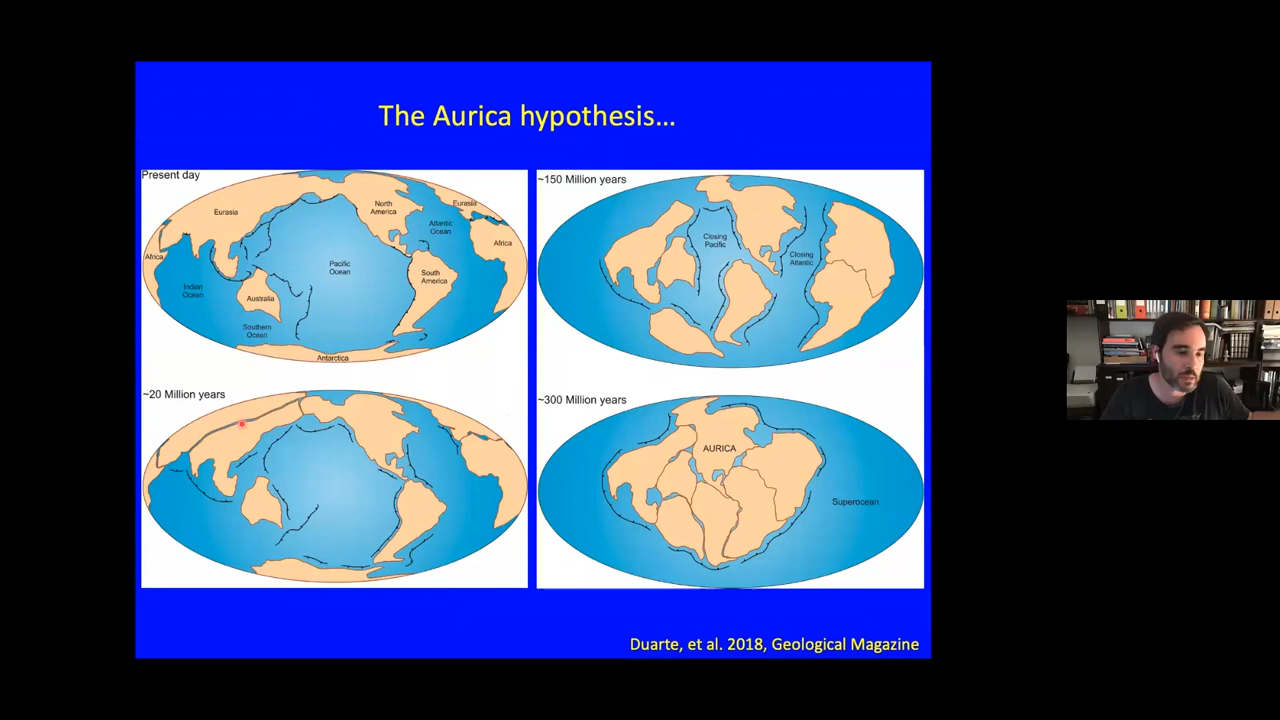 The Aurica hypothesis...
Present day
Eurasia
North
America
Eurasia
Atlantic
Ocean
Africa
Africa
Pacific
Ocean
South
America
Indian
Ocean
Australia
Southern
Ocean
Antarctica
~150 Million years
Closing
Pacific
Closing
Atlantic
~20 Million years
~300 Million years
AURICA
Superocean
Duarte, et al. 2018, Geological Magazine